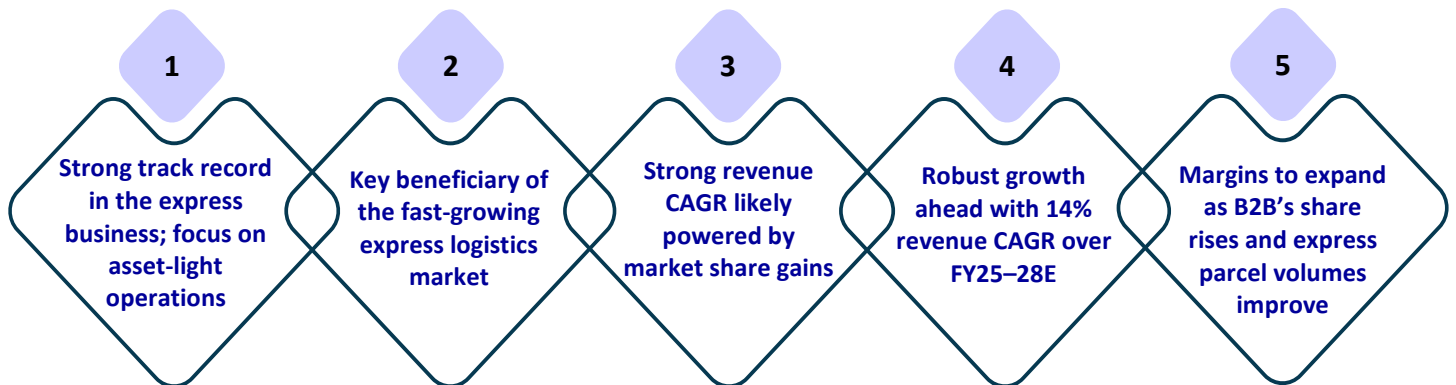 1
Strong track record
in the express
business; focus on
asset-light
operations
2
Key beneficiary of
the fast-growing
express logistics
market
3
Strong revenue
CAGR likely
powered by
market share gains
4
Robust growth
ahead with 14%
revenue CAGR over
FY25–28E
5
Margins to expand
as B2B’s share
rises and express
parcel volumes
improve